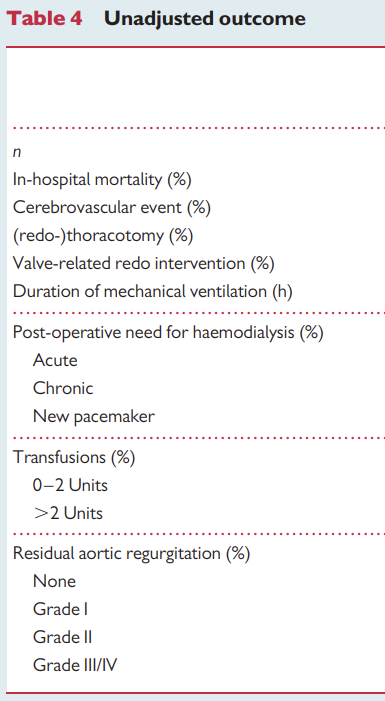 Table 4 Unadjusted outcome
n
In-hospital mortality (%)
Cerebrovascular event (%)
(redo-)thoracotomy (%)
Valve-related redo intervention (%)
Duration of mechanical ventilation (h)
Post-operative need for haemodialysis (%)
Acute
Chronic
New pacemaker
Transfusions (%)
0–2 Units
>2 Units
Residual aortic regurgitation (%)
None
Grade I
Grade II
Grade III/IV